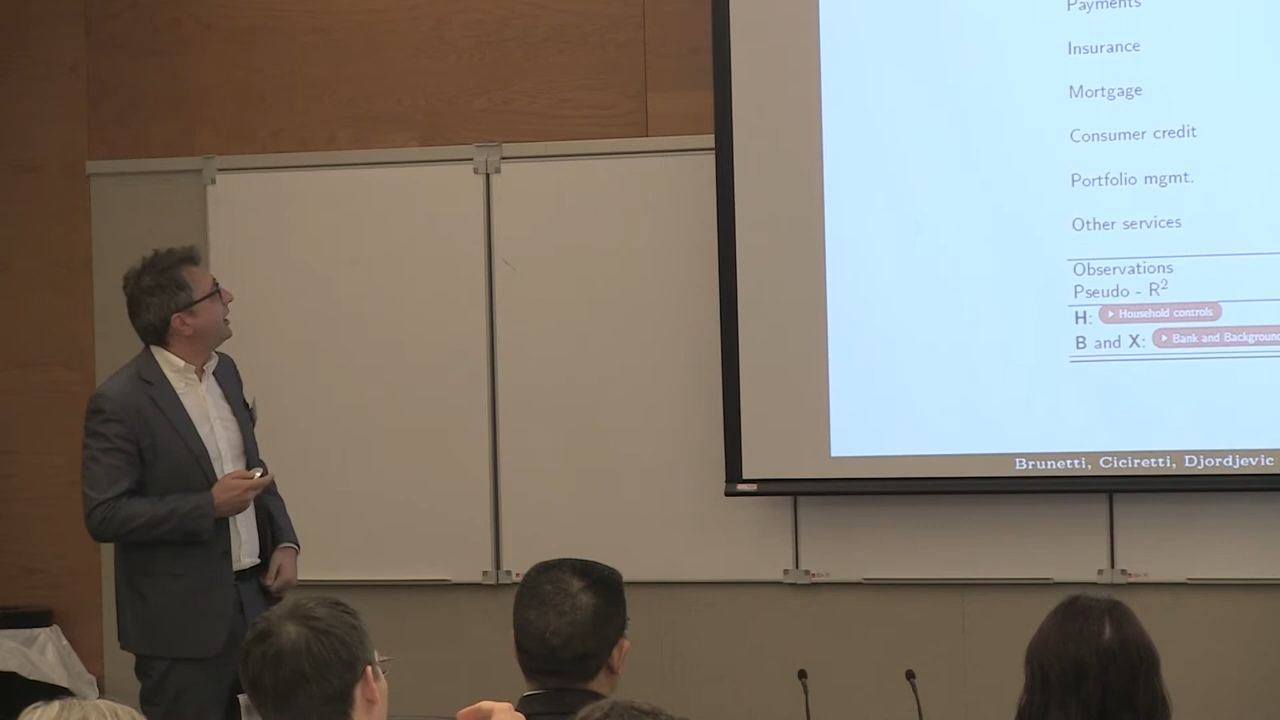 Payments
Insurance
Mortgage
Consumer credit
Portfolio mgmt.
Other services
Observations
Pseudo - R²
H: Household controls
B and X: Bank and Background
Brunetti, Ciciretti, Djordjevic